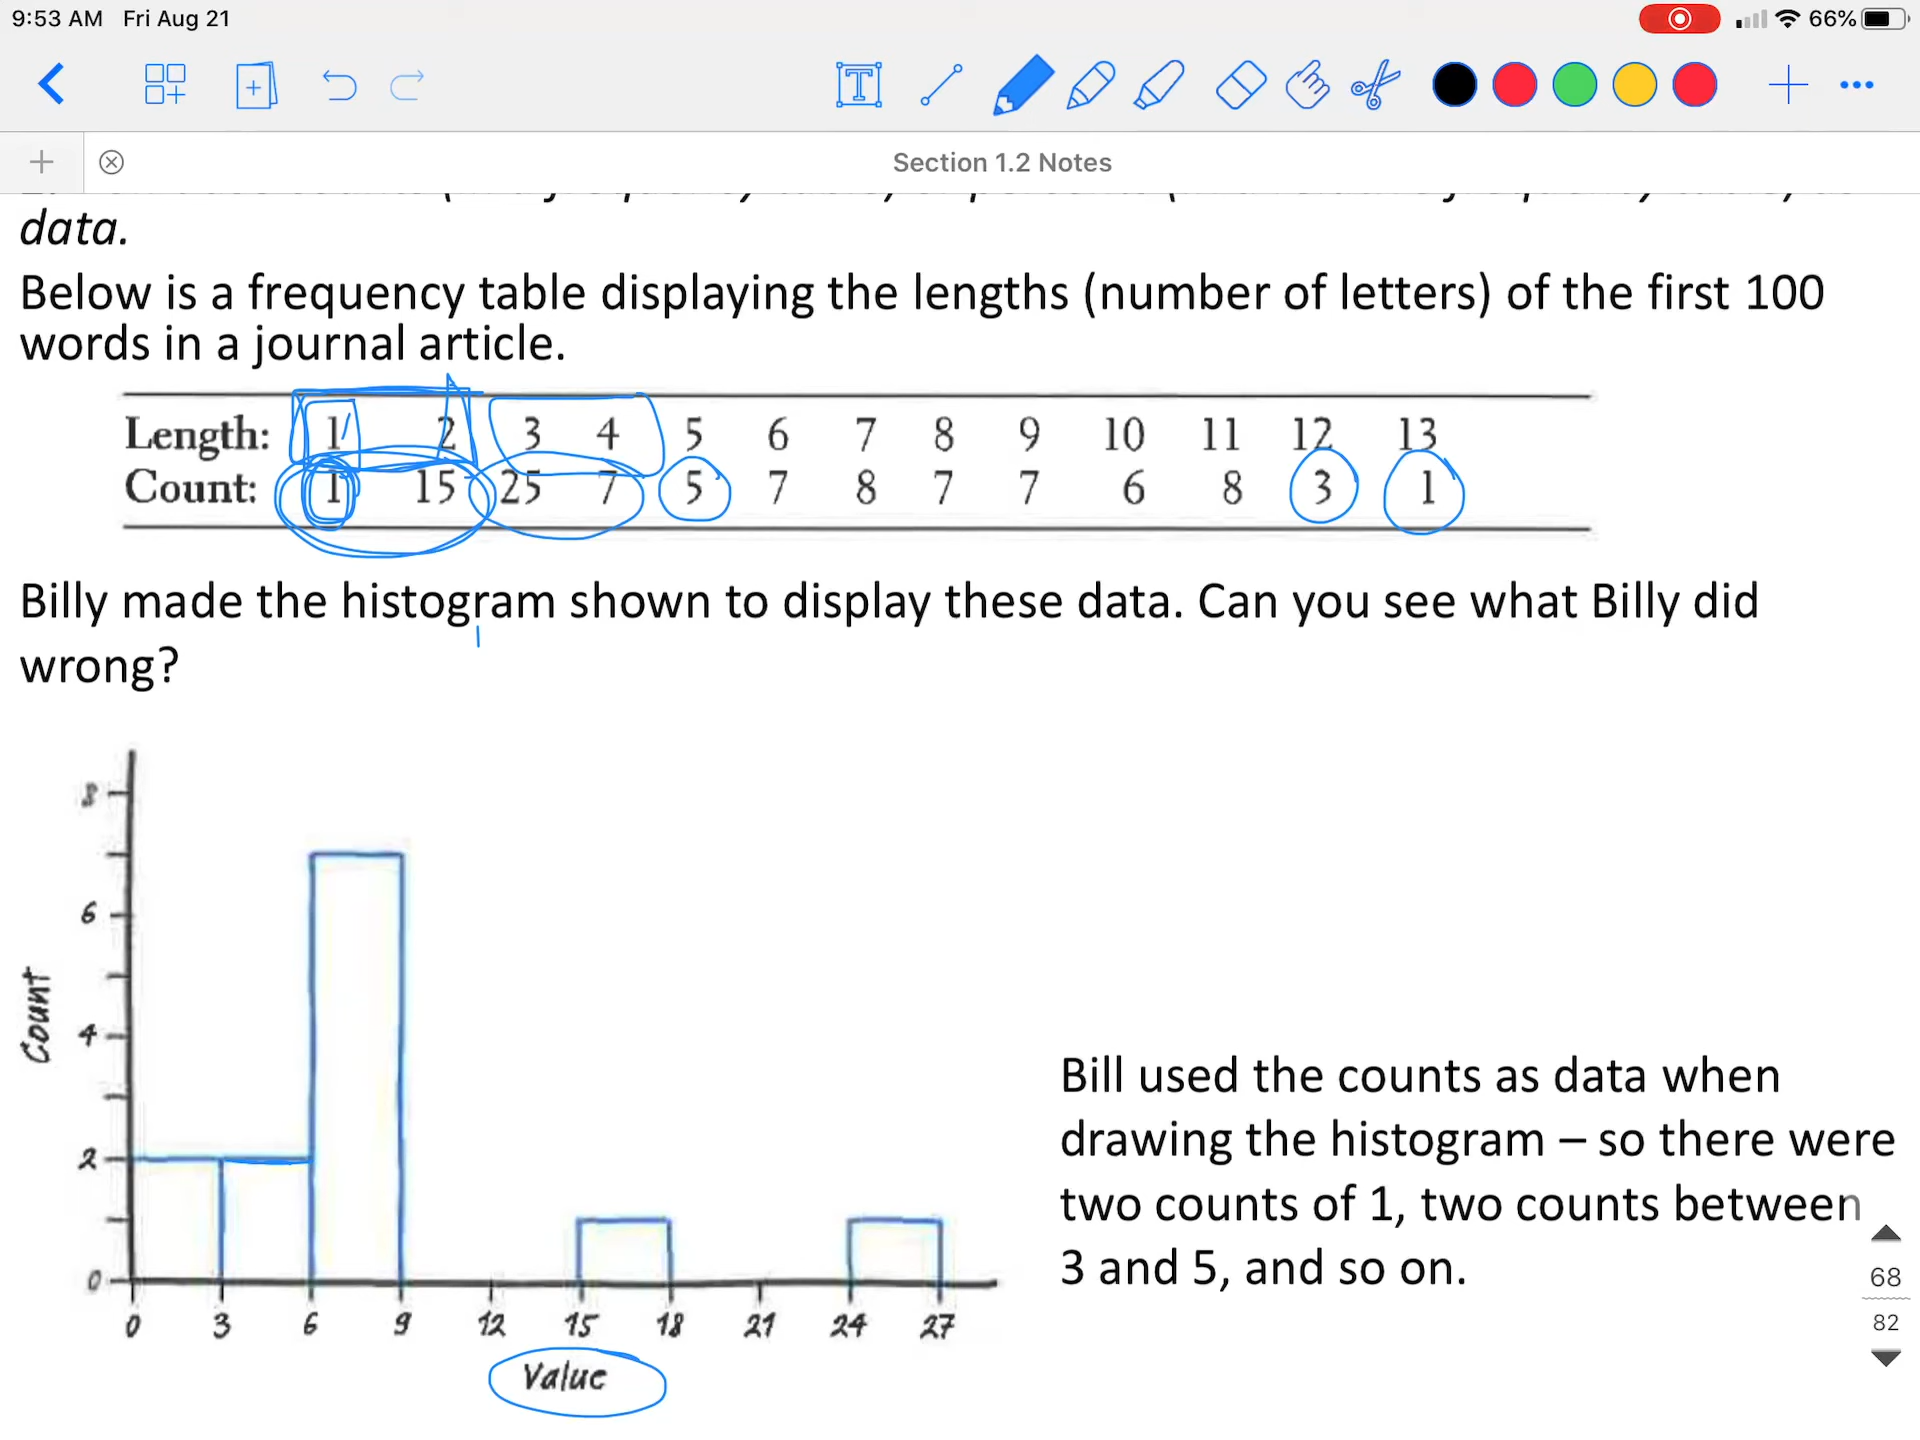 9:53 AM Fri Aug 21
66%
Section 1.2 Notes
data.
Below is a frequency table displaying the lengths (number of letters) of the first 100
words in a journal article.
Length: 1 2 3 4 5 6 7 8 9 10 11 12 13
Count: 1 15 25 7 5 7 8 7 7 6 8 3 1
Billy made the histogram shown to display these data. Can you see what Billy did
wrong?
8
6
4
2
0
Count
0 3 6 9 12 15 18 21 24 27
Value
Bill used the counts as data when
drawing the histogram – so there were
two counts of 1, two counts between
3 and 5, and so on.
68
82